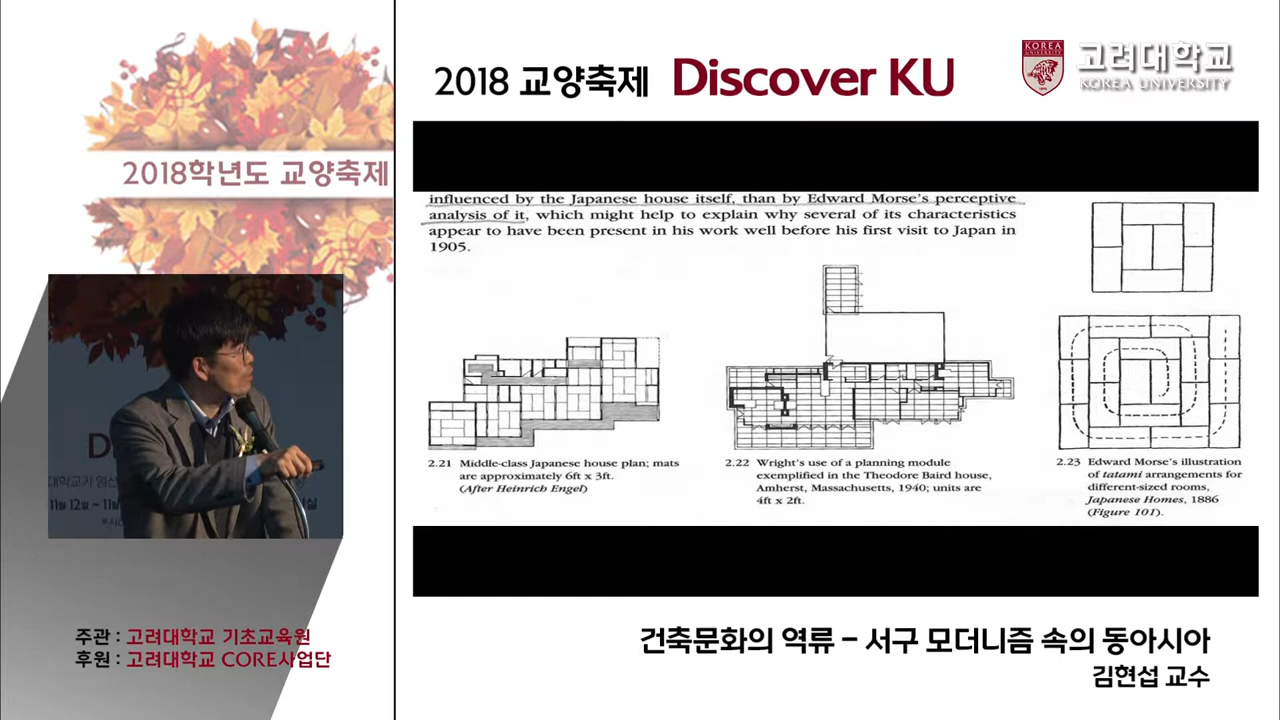 2018학년도 교양축제
주관 : 고려대학교 기초교육원
후원 : 고려대학교 CORE사업단
2018 교양축제 Discover KU
KOREA
UNIVERSITY
고려대학교
KOREA UNIVERSITY
influenced by the Japanese house itself, than by Edward Morse's perceptive
analysis of it, which might help to explain why several of its characteristics
appear to have been present in his work well before his first visit to Japan in
1905.
2.21 Middle-class Japanese house plan; mats
are approximately 6ft x 3ft.
(After Heinrich Engel)
2.22 Wright's use of a planning module
exemplified in the Theodore Baird house,
Amherst, Massachusetts, 1940; units are
4ft x 2ft.
2.23 Edward Morse's illustration
of tatami arrangements for
different-sized rooms,
Japanese Homes, 1886
(Figure 101).
건축문화의 역류 – 서구 모더니즘 속의 동아시아
김현섭 교수